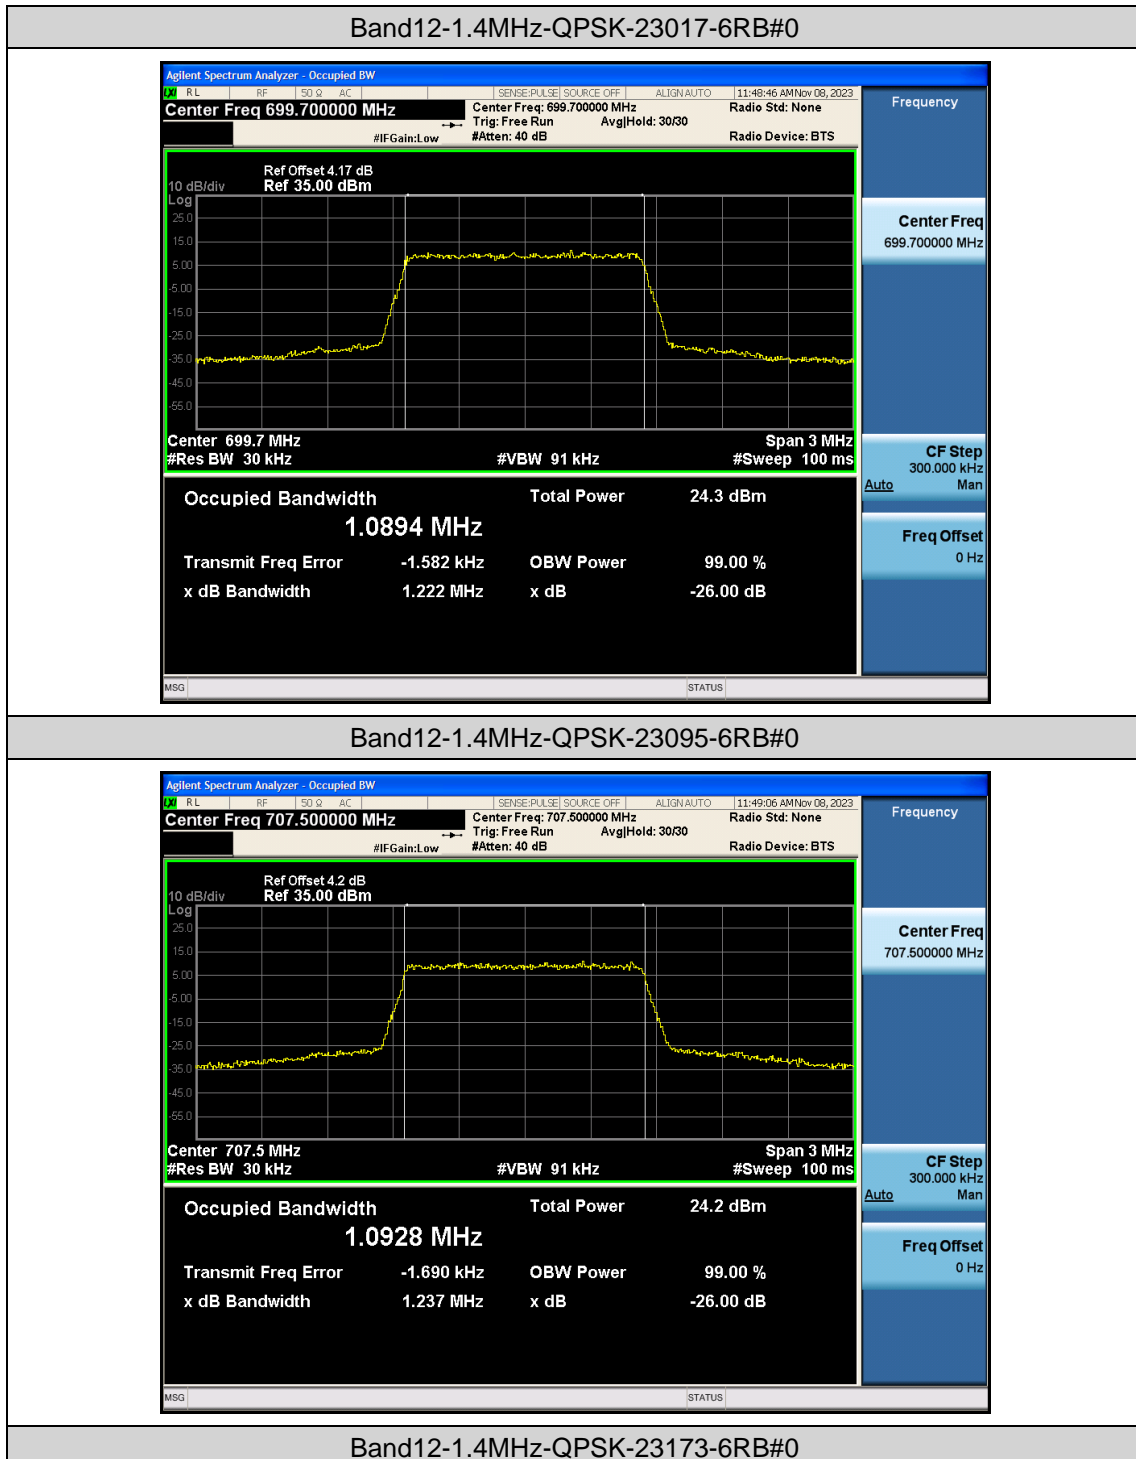 Band12-1.4MHz-QPSK-23017-6RB#0
Agilent Spectrum Analyzer - Occupied BW
LXI RL RF 50 Ω AC SENSE:PULSE SOURCE OFF ALIGN AUTO 11:48:46 AM Nov 08, 2023
Center Freq 699.700000 MHz
Center Freq: 699.700000 MHz Radio Std: None
Trig: Free Run Avg|Hold: 30/30
#IFGain:Low #Atten: 40 dB Radio Device: BTS
Frequency
Ref Offset 4.17 dB
10 dB/div Ref 35.00 dBm
Log
25.0
15.0
5.00
-5.00
-15.0
-25.0
-35.0
-45.0
-55.0
Center 699.7 MHz Span 3 MHz
#Res BW 30 kHz #VBW 91 kHz #Sweep 100 ms
Center Freq
699.700000 MHz
CF Step
300.000 kHz
Auto Man
Freq Offset
0 Hz
Occupied Bandwidth Total Power 24.3 dBm
1.0894 MHz
Transmit Freq Error -1.582 kHz OBW Power 99.00 %
x dB Bandwidth 1.222 MHz x dB -26.00 dB
MSG STATUS
Band12-1.4MHz-QPSK-23095-6RB#0
Agilent Spectrum Analyzer - Occupied BW
LXI RL RF 50 Ω AC SENSE:PULSE SOURCE OFF ALIGN AUTO 11:49:06 AM Nov 08, 2023
Center Freq 707.500000 MHz
Center Freq: 707.500000 MHz Radio Std: None
Trig: Free Run Avg|Hold: 30/30
#IFGain:Low #Atten: 40 dB Radio Device: BTS
Frequency
Ref Offset 4.2 dB
10 dB/div Ref 35.00 dBm
Log
25.0
15.0
5.00
-5.00
-15.0
-25.0
-35.0
-45.0
-55.0
Center 707.5 MHz Span 3 MHz
#Res BW 30 kHz #VBW 91 kHz #Sweep 100 ms
Center Freq
707.500000 MHz
CF Step
300.000 kHz
Auto Man
Freq Offset
0 Hz
Occupied Bandwidth Total Power 24.2 dBm
1.0928 MHz
Transmit Freq Error -1.690 kHz OBW Power 99.00 %
x dB Bandwidth 1.237 MHz x dB -26.00 dB
MSG STATUS
Band12-1.4MHz-QPSK-23173-6RB#0